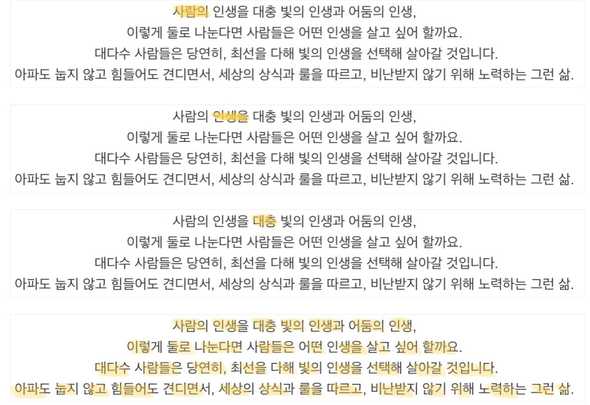 사람의 인생을 대충 빛의 인생과 어둠의 인생,
이렇게 둘로 나눈다면 사람들은 어떤 인생을 살고 싶어 할까요.
대다수 사람들은 당연히, 최선을 다해 빛의 인생을 선택해 살아갈 것입니다.
아파도 눕지 않고 힘들어도 견디면서, 세상의 상식과 룰을 따르고, 비난받지 않기 위해 노력하는 그런 삶.
사람의 인생을 대충 빛의 인생과 어둠의 인생,
이렇게 둘로 나눈다면 사람들은 어떤 인생을 살고 싶어 할까요.
대다수 사람들은 당연히, 최선을 다해 빛의 인생을 선택해 살아갈 것입니다.
아파도 눕지 않고 힘들어도 견디면서, 세상의 상식과 룰을 따르고, 비난받지 않기 위해 노력하는 그런 삶.
사람의 인생을 대충 빛의 인생과 어둠의 인생,
이렇게 둘로 나눈다면 사람들은 어떤 인생을 살고 싶어 할까요.
대다수 사람들은 당연히, 최선을 다해 빛의 인생을 선택해 살아갈 것입니다.
아파도 눕지 않고 힘들어도 견디면서, 세상의 상식과 룰을 따르고, 비난받지 않기 위해 노력하는 그런 삶.
사람의 인생을 대충 빛의 인생과 어둠의 인생,
이렇게 둘로 나눈다면 사람들은 어떤 인생을 살고 싶어 할까요.
대다수 사람들은 당연히, 최선을 다해 빛의 인생을 선택해 살아갈 것입니다.
아파도 눕지 않고 힘들어도 견디면서, 세상의 상식과 룰을 따르고, 비난받지 않기 위해 노력하는 그런 삶.